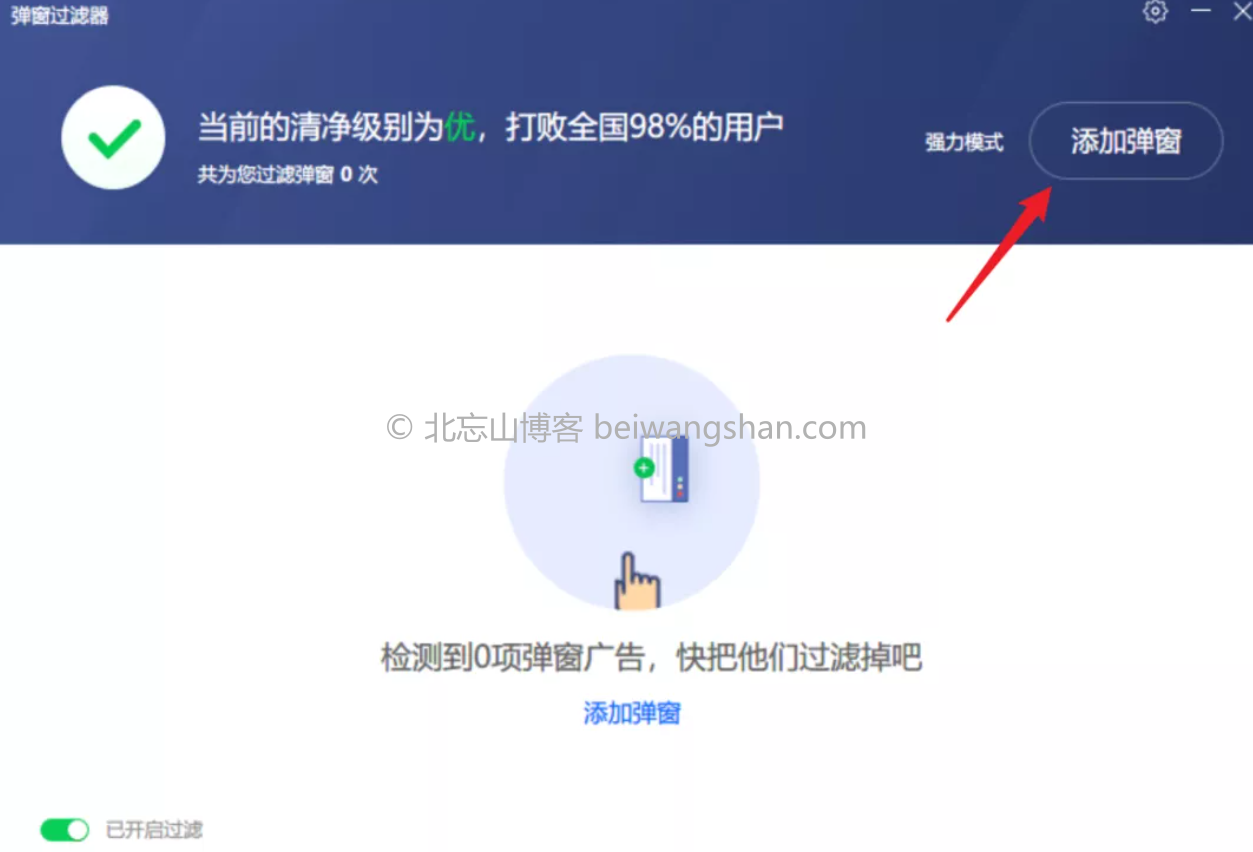 弹窗过滤器
当前的清净级别为优，打败全国98%的用户
共为您过滤弹窗 0 次
强力模式
添加弹窗
© 北忘山博客 beiwangshan.com
检测到0项弹窗广告，快把他们过滤掉吧
添加弹窗
已开启过滤